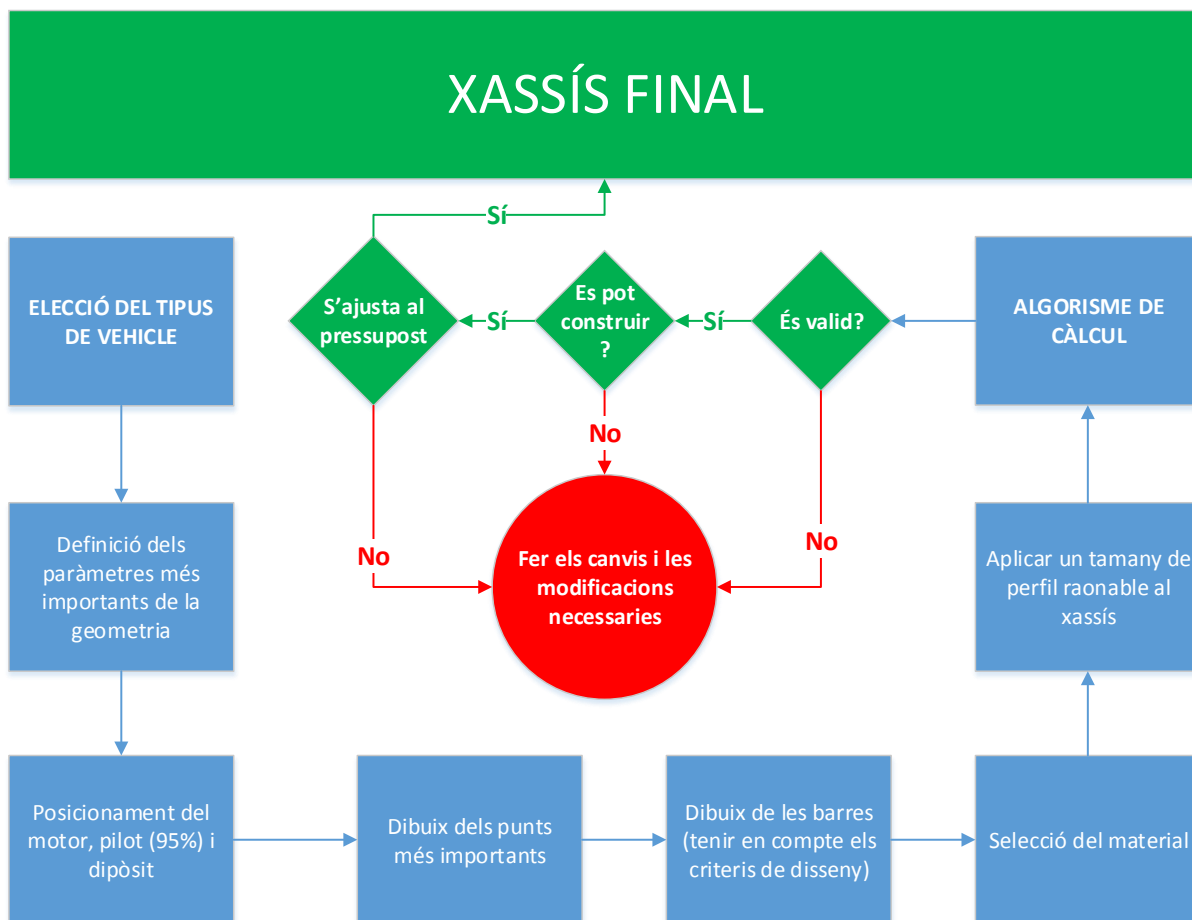 XASSÍS FINAL
Sí
ELECCIÓ DEL TIPUS
DE VEHICLE
S’ajusta al
pressupost
Sí
Es pot
construir
?
Sí
És valid?
ALGORISME DE
CÀLCUL
No
No
No
Definició dels
paràmetres més
importants de la
geometria
Fer els canvis i les
modificacions
necessaries
Aplicar un tamany de
perfil raonable al
xassís
Posicionament del
motor, pilot (95%) i
dipòsit
Dibuix dels punts
més importants
Dibuix de les barres
(tenir en compte els
criteris de disseny)
Selecció del material